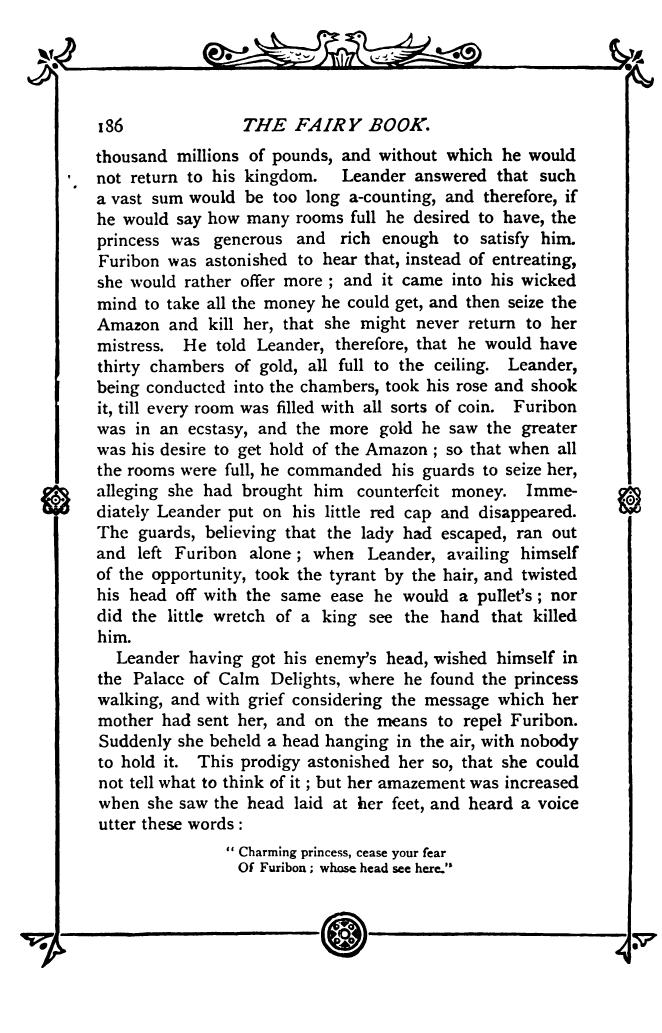 186
THE FAIRY BOOK.
thousand millions of pounds, and without which he would
not return to his kingdom. Leander answered that such
a vast sum would be too long a-counting, and therefore, if
he would say how many rooms full he desired to have, the
princess was generous and rich enough to satisfy him.
Furibon was astonished to hear that, instead of entreating,
she would rather offer more ; and it came into his wicked
mind to take all the money he could get, and then seize the
Amazon and kill her, that she might never return to her
mistress. He told Leander, therefore, that he would have
thirty chambers of gold, all full to the ceiling. Leander,
being conducted into the chambers, took his rose and shook
it, till every room was filled with all sorts of coin. Furibon
was in an ecstasy, and the more gold he saw the greater
was his desire to get hold of the Amazon ; so that when all
the rooms were full, he commanded his guards to seize her,
alleging she had brought him counterfeit money. Imme-
diately Leander put on his little red cap and disappeared.
The guards, believing that the lady had escaped, ran out
and left Furibon alone ; when Leander, availing himself
of the opportunity, took the tyrant by the hair, and twisted
his head off with the same ease he would a pullet's ; nor
did the little wretch of a king see the hand that killed
him.
Leander having got his enemy's head, wished himself in
the Palace of Calm Delights, where he found the princess
walking, and with grief considering the message which her
mother had sent her, and on the means to repel Furibon.
Suddenly she beheld a head hanging in the air, with nobody
to hold it. This prodigy astonished her so, that she could
not tell what to think of it ; but her amazement was increased
when she saw the head laid at her feet, and heard a voice
utter these words :
" Charming princess, cease your fear
Of Furibon ; whose head see here."